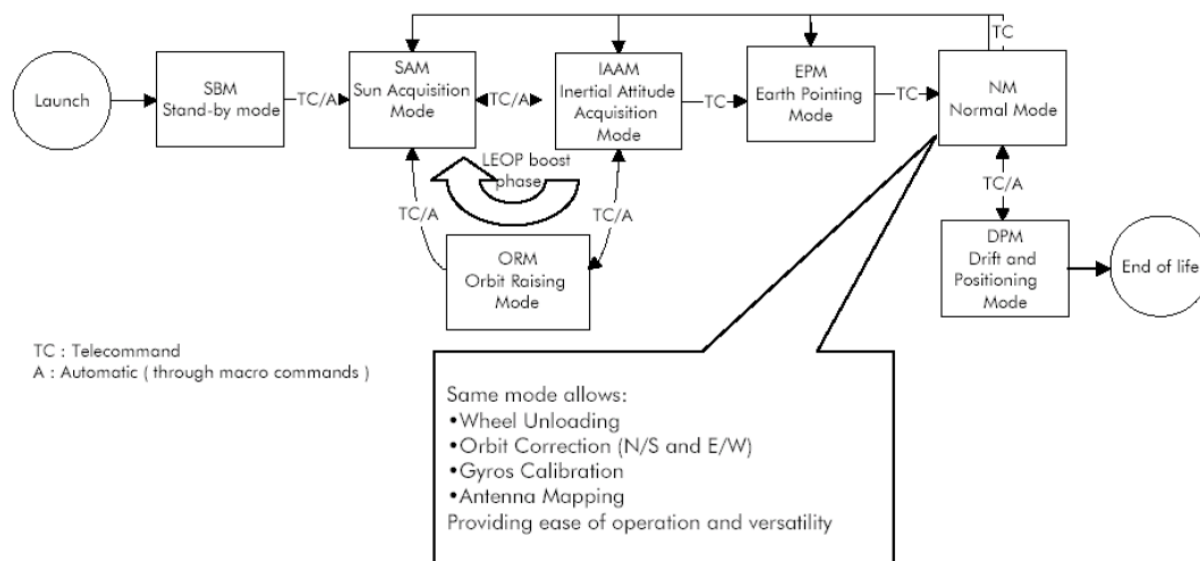 TC
Launch
SBM
Stand-by mode
TC/A
SAM
Sun Acquisition
Mode
TC/A
IAAM
Inertial Attitude
Acquisition
Mode
TC
EPM
Earth Pointing
Mode
TC
NM
Normal Mode
LEOP boost
phase
TC/A
TC/A
TC/A
ORM
Orbit Raising
Mode
DPM
Drift and
Positioning
Mode
End of life
TC : Telecommand
A : Automatic ( through macro commands )
Same mode allows:
•Wheel Unloading
•Orbit Correction (N/S and E/W)
•Gyros Calibration
•Antenna Mapping
Providing ease of operation and versatility